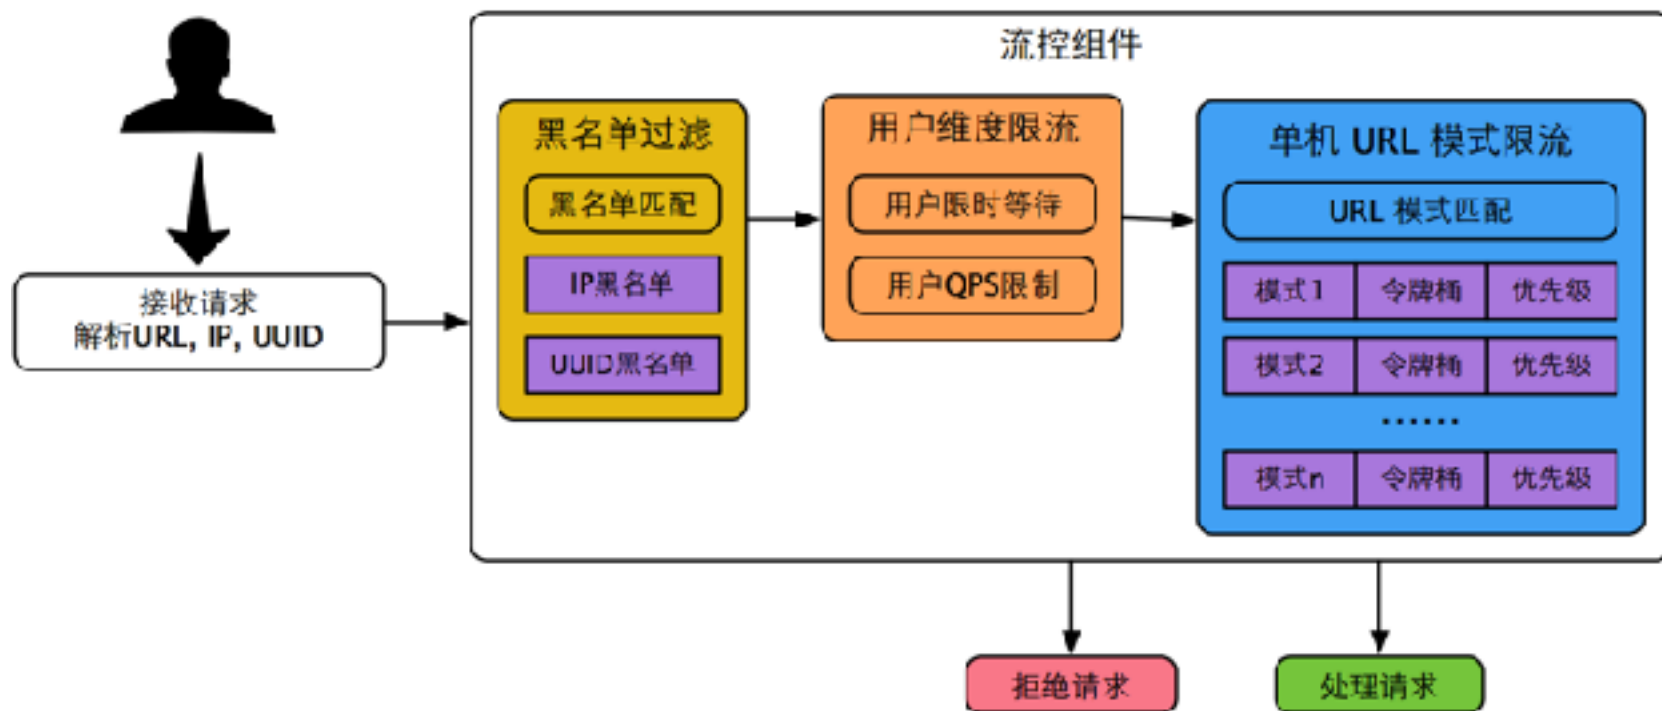 流控组件
黑名单过滤
黑名单匹配
IP黑名单
UUID黑名单
用户维度限流
用户限时等待
用户QPS限制
单机 URL 模式限流
URL 模式匹配
模式1 令牌桶 优先级
模式2 令牌桶 优先级
······
模式n 令牌桶 优先级
接收请求
解析URL, IP, UUID
拒绝请求
处理请求